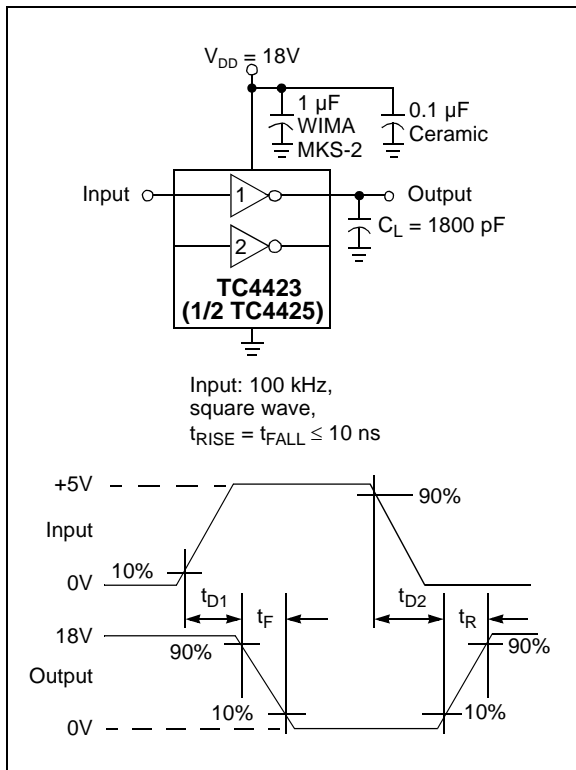 V_DD = 18V
1 µF
WIMA
MKS-2
0.1 µF
Ceramic
Input
1
Output
C_L = 1800 pF
2
TC4423
(1/2 TC4425)
Input: 100 kHz,
square wave,
t_RISE = t_FALL ≤ 10 ns
+5V
90%
Input
10%
0V
t_D1
t_F
t_D2
t_R
18V
90%
90%
Output
10%
10%
0V